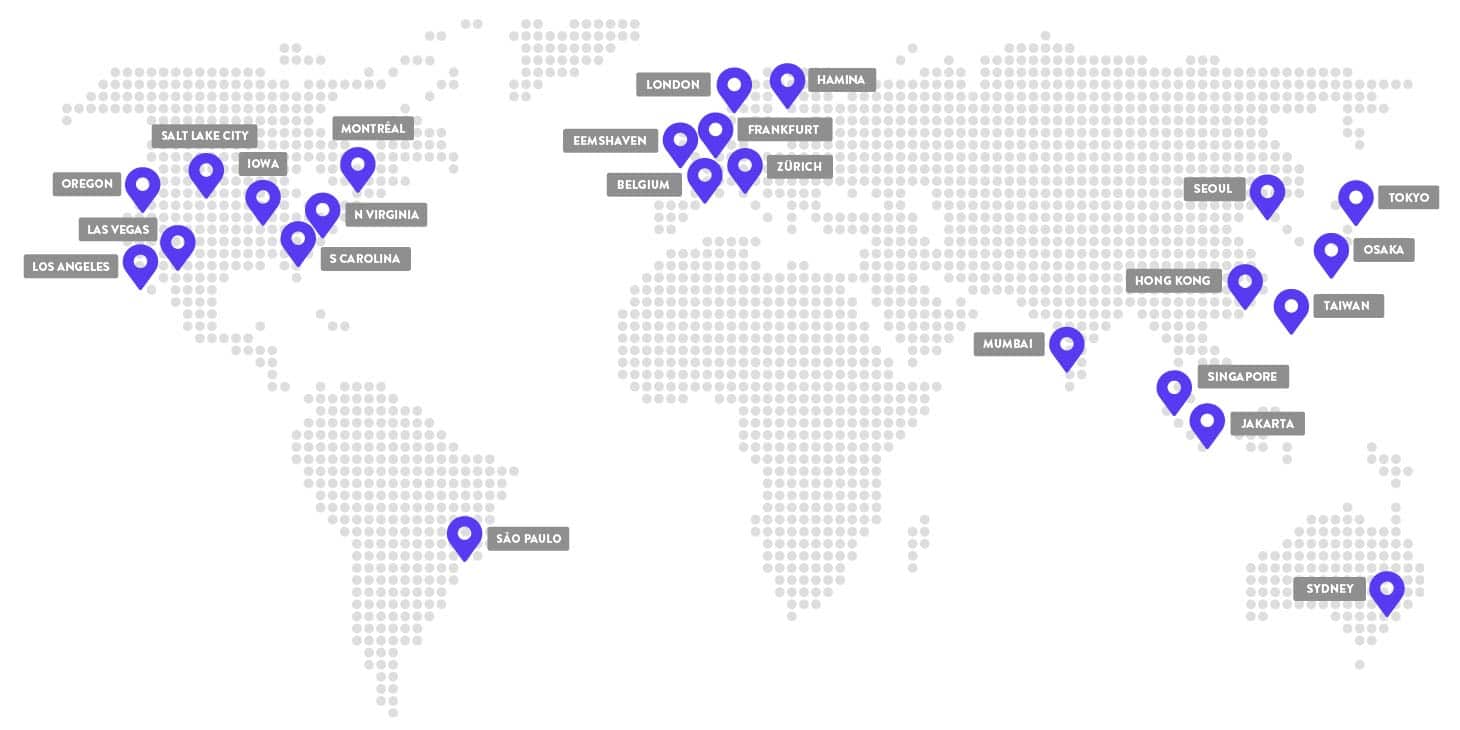 LONDON
HAMINA
SALT LAKE CITY
MONTRÉAL
EEMSHAVEN
FRANKFURT
IOWA
ZÜRICH
OREGON
BELGIUM
SEOUL
TOKYO
N VIRGINIA
LAS VEGAS
LOS ANGELES
S CAROLINA
OSAKA
HONG KONG
TAIWAN
MUMBAI
SINGAPORE
JAKARTA
SÃO PAULO
SYDNEY